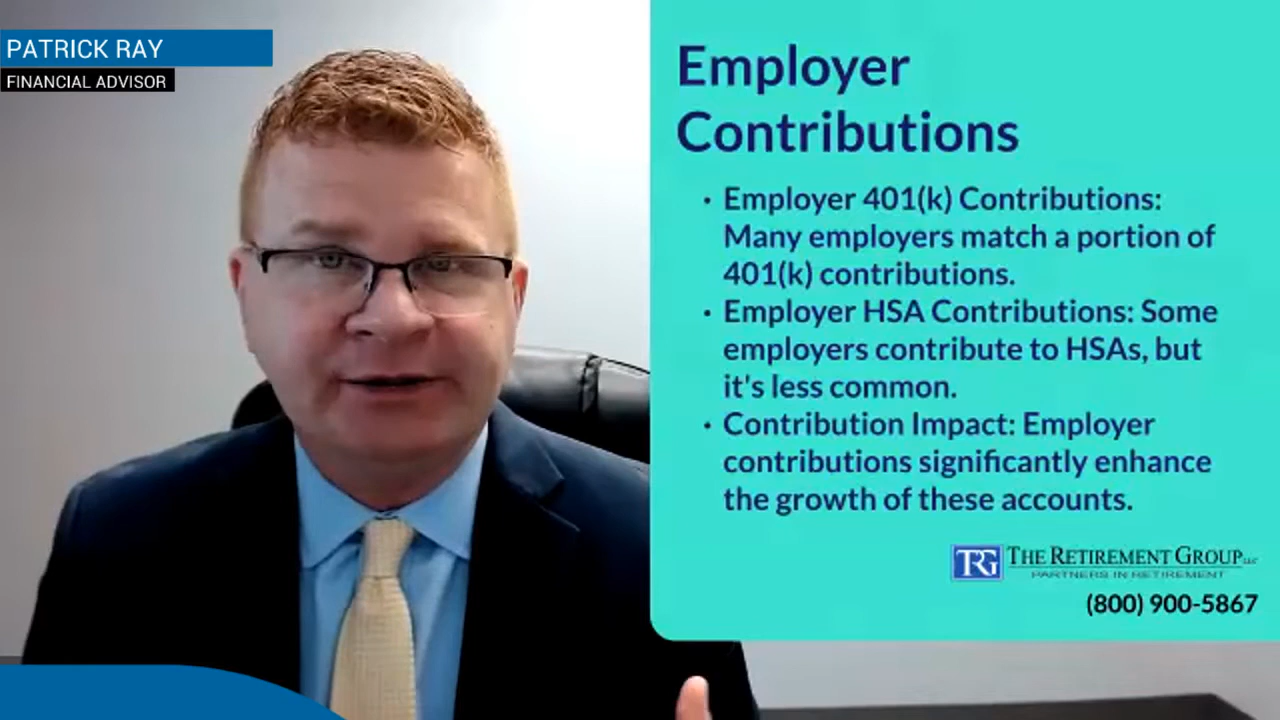 PATRICK RAY
FINANCIAL ADVISOR
Employer
Contributions
• Employer 401(k) Contributions:
Many employers match a portion of
401(k) contributions.
• Employer HSA Contributions: Some
employers contribute to HSAs, but
it's less common.
• Contribution Impact: Employer
contributions significantly enhance
the growth of these accounts.
TRG THE RETIREMENT GROUP LLC
PARTNERS IN RETIREMENT
(800) 900-5867